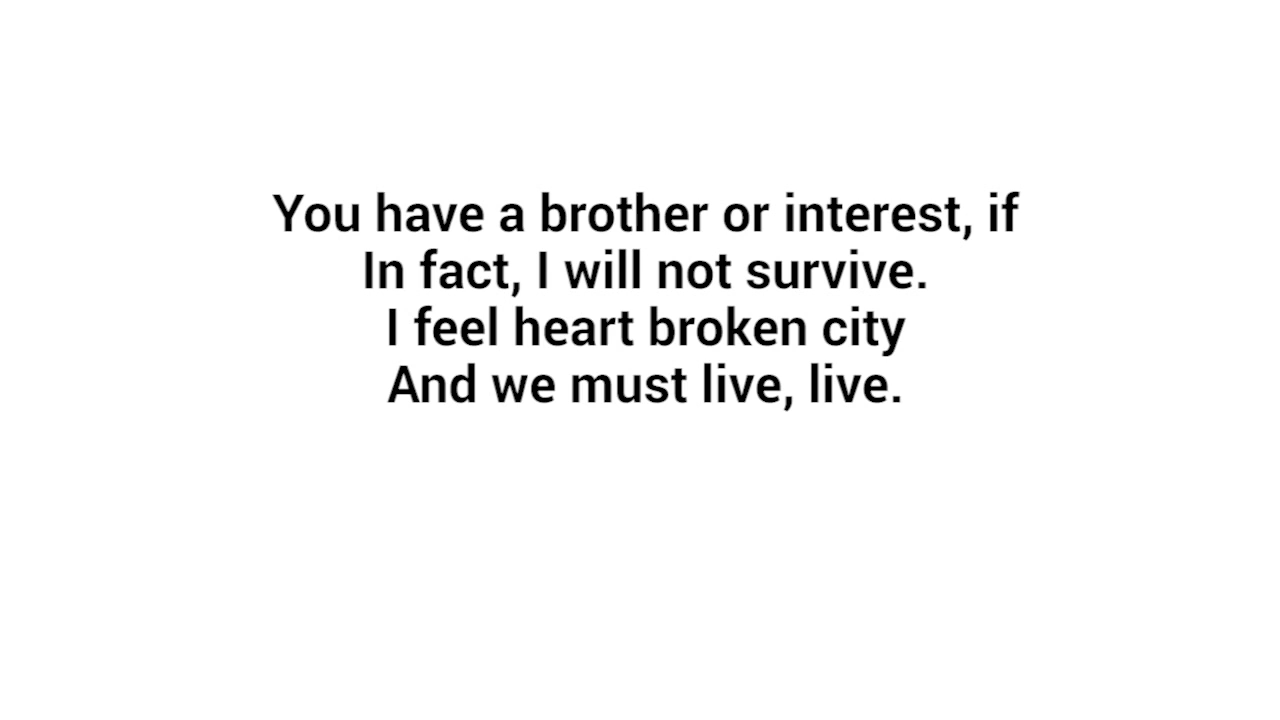 You have a brother or interest, if
In fact, I will not survive.
I feel heart broken city
And we must live, live.